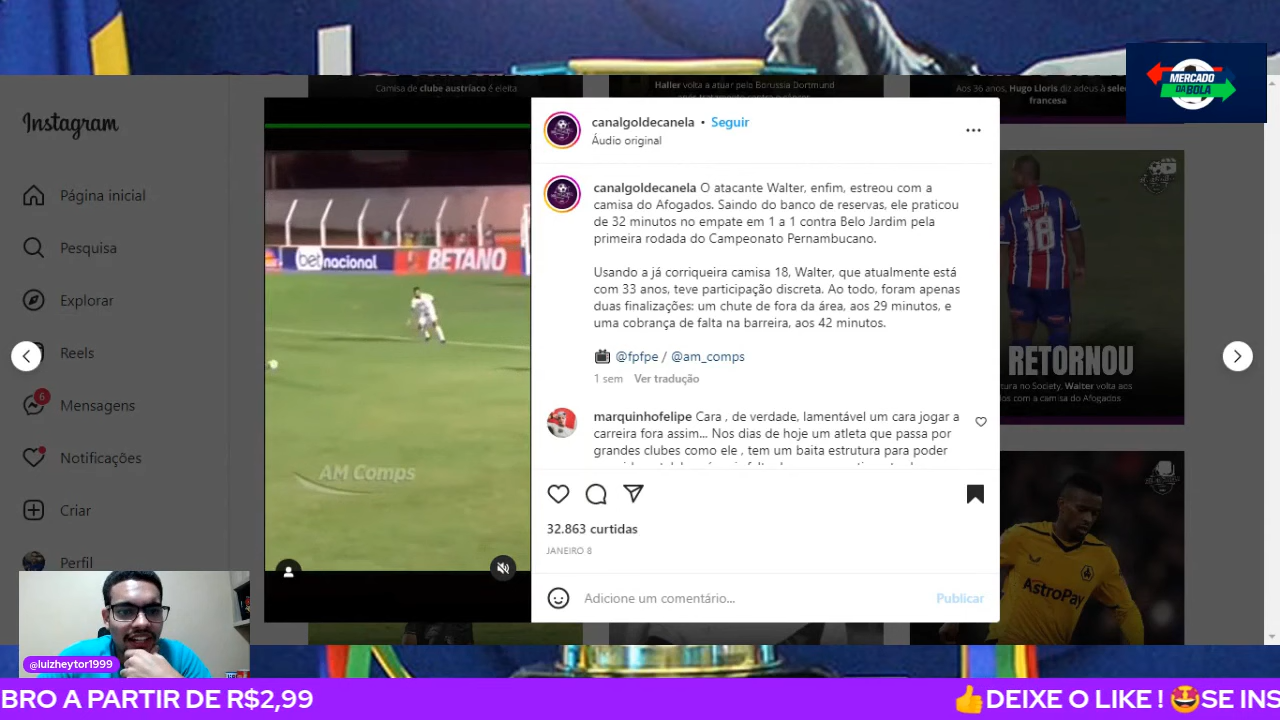 Camisa de clube austríaco é eleita
Haller volta a atuar pelo Borussia Dortmund
Aos 36 anos, Hugo Lloris diz adeus à
francesa
MERCADO
DA BOLA
Instagram
Página inicial
Pesquisa
Explorar
Reels
6
Mensagens
Notificações
Criar
Perfil
betnacional
BETANO
AM Comps
canalgoldecanela • Seguir
Áudio original
canalgoldecanela O atacante Walter, enfim, estreou com a
camisa do Afogados. Saindo do banco de reservas, ele praticou
de 32 minutos no empate em 1 a 1 contra Belo Jardim pela
primeira rodada do Campeonato Pernambucano.
Usando a já corriqueira camisa 18, Walter, que atualmente está
com 33 anos, teve participação discreta. Ao todo, foram apenas
duas finalizações: um chute de fora da área, aos 29 minutos, e
uma cobrança de falta na barreira, aos 42 minutos.
📺 @fpfpe / @am_comps
1 sem Ver tradução
marquinhofelipe Cara , de verdade, lamentável um cara jogar a
carreira fora assim... Nos dias de hoje um atleta que passa por
grandes clubes como ele , tem um baita estrutura para poder
32.863 curtidas
JANEIRO 8
Adicione um comentário...
Publicar
18
RETORNOU
no Society, Walter volta aos
com a camisa do Afogados
AstroPay
@luizheytor1999
BRO A PARTIR DE R$2,99
👍DEIXE O LIKE ! 🤩SE INS